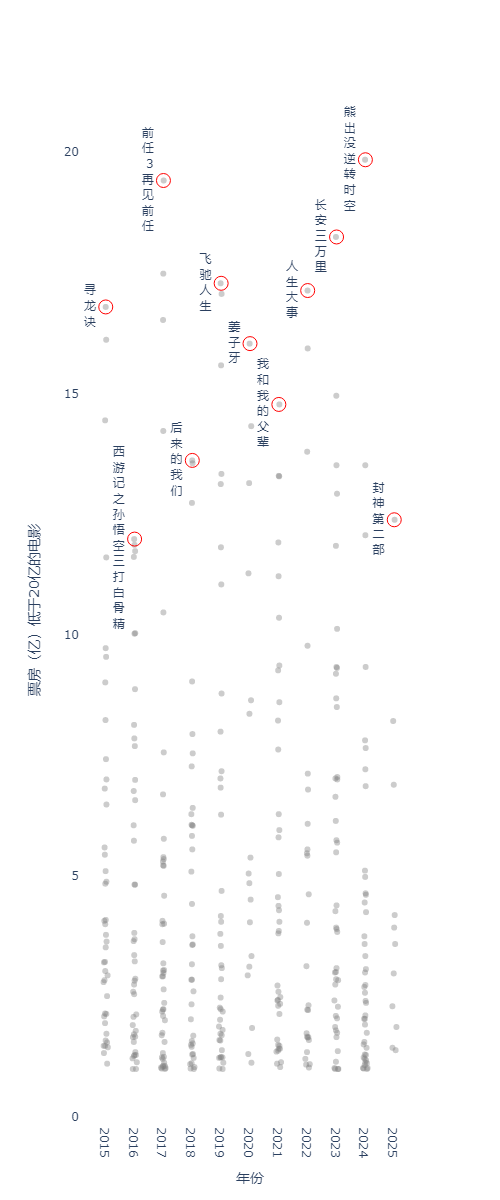 熊出没逆转时空
前任3再见前任
20
长安三万里
飞驰人生
人生大事
寻龙诀
姜子牙
我和我的父辈
15
后来的我们
西游记之孙悟空三打白骨精
封神第二部
票房（亿）低于20亿的电影
10
5
0
2015
2016
2017
2018
2019
2020
2021
2022
2023
2024
2025
年份